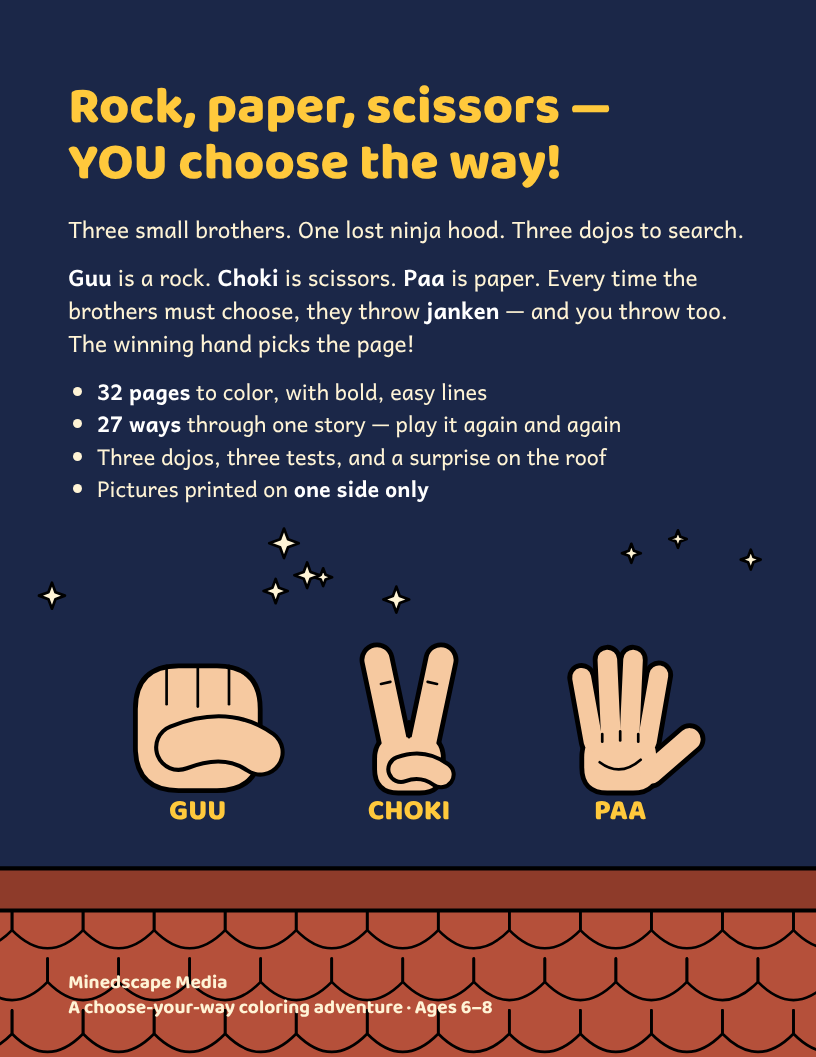 Rock, paper, scissors —
YOU choose the way!
Three small brothers. One lost ninja hood. Three dojos to search.
Guu is a rock. Choki is scissors. Paa is paper. Every time the
brothers must choose, they throw janken — and you throw too.
The winning hand picks the page!
• 32 pages to color, with bold, easy lines
• 27 ways through one story — play it again and again
• Three dojos, three tests, and a surprise on the roof
• Pictures printed on one side only
GUU CHOKI PAA
Minedscape Media
A choose-your-way coloring adventure · Ages 6–8